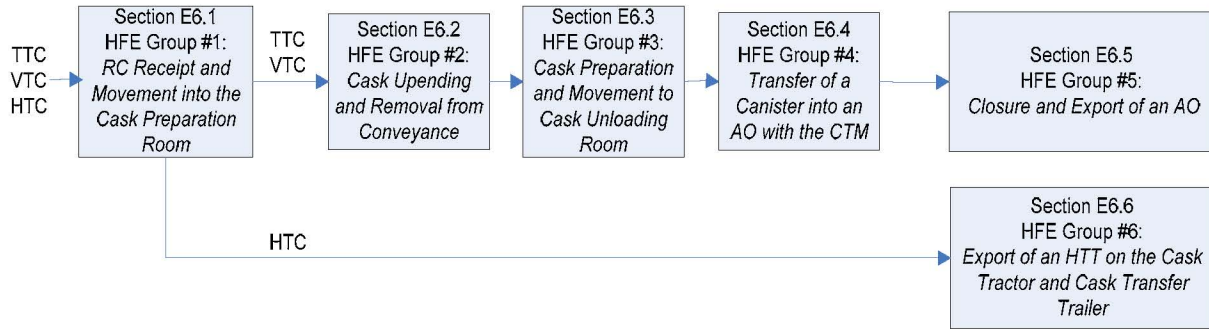 TTC
VTC
HTC
Section E6.1
HFE Group #1:
RC Receipt and
Movement into the
Cask Preparation
Room
TTC
VTC
Section E6.2
HFE Group #2:
Cask Upending
and Removal from
Conveyance
Section E6.3
HFE Group #3:
Cask Preparation
and Movement to
Cask Unloading
Room
Section E6.4
HFE Group #4:
Transfer of a
Canister into an
AO with the CTM
Section E6.5
HFE Group #5:
Closure and Export of an AO
HTC
Section E6.6
HFE Group #6:
Export of an HTT on the Cask
Tractor and Cask Transfer
Trailer